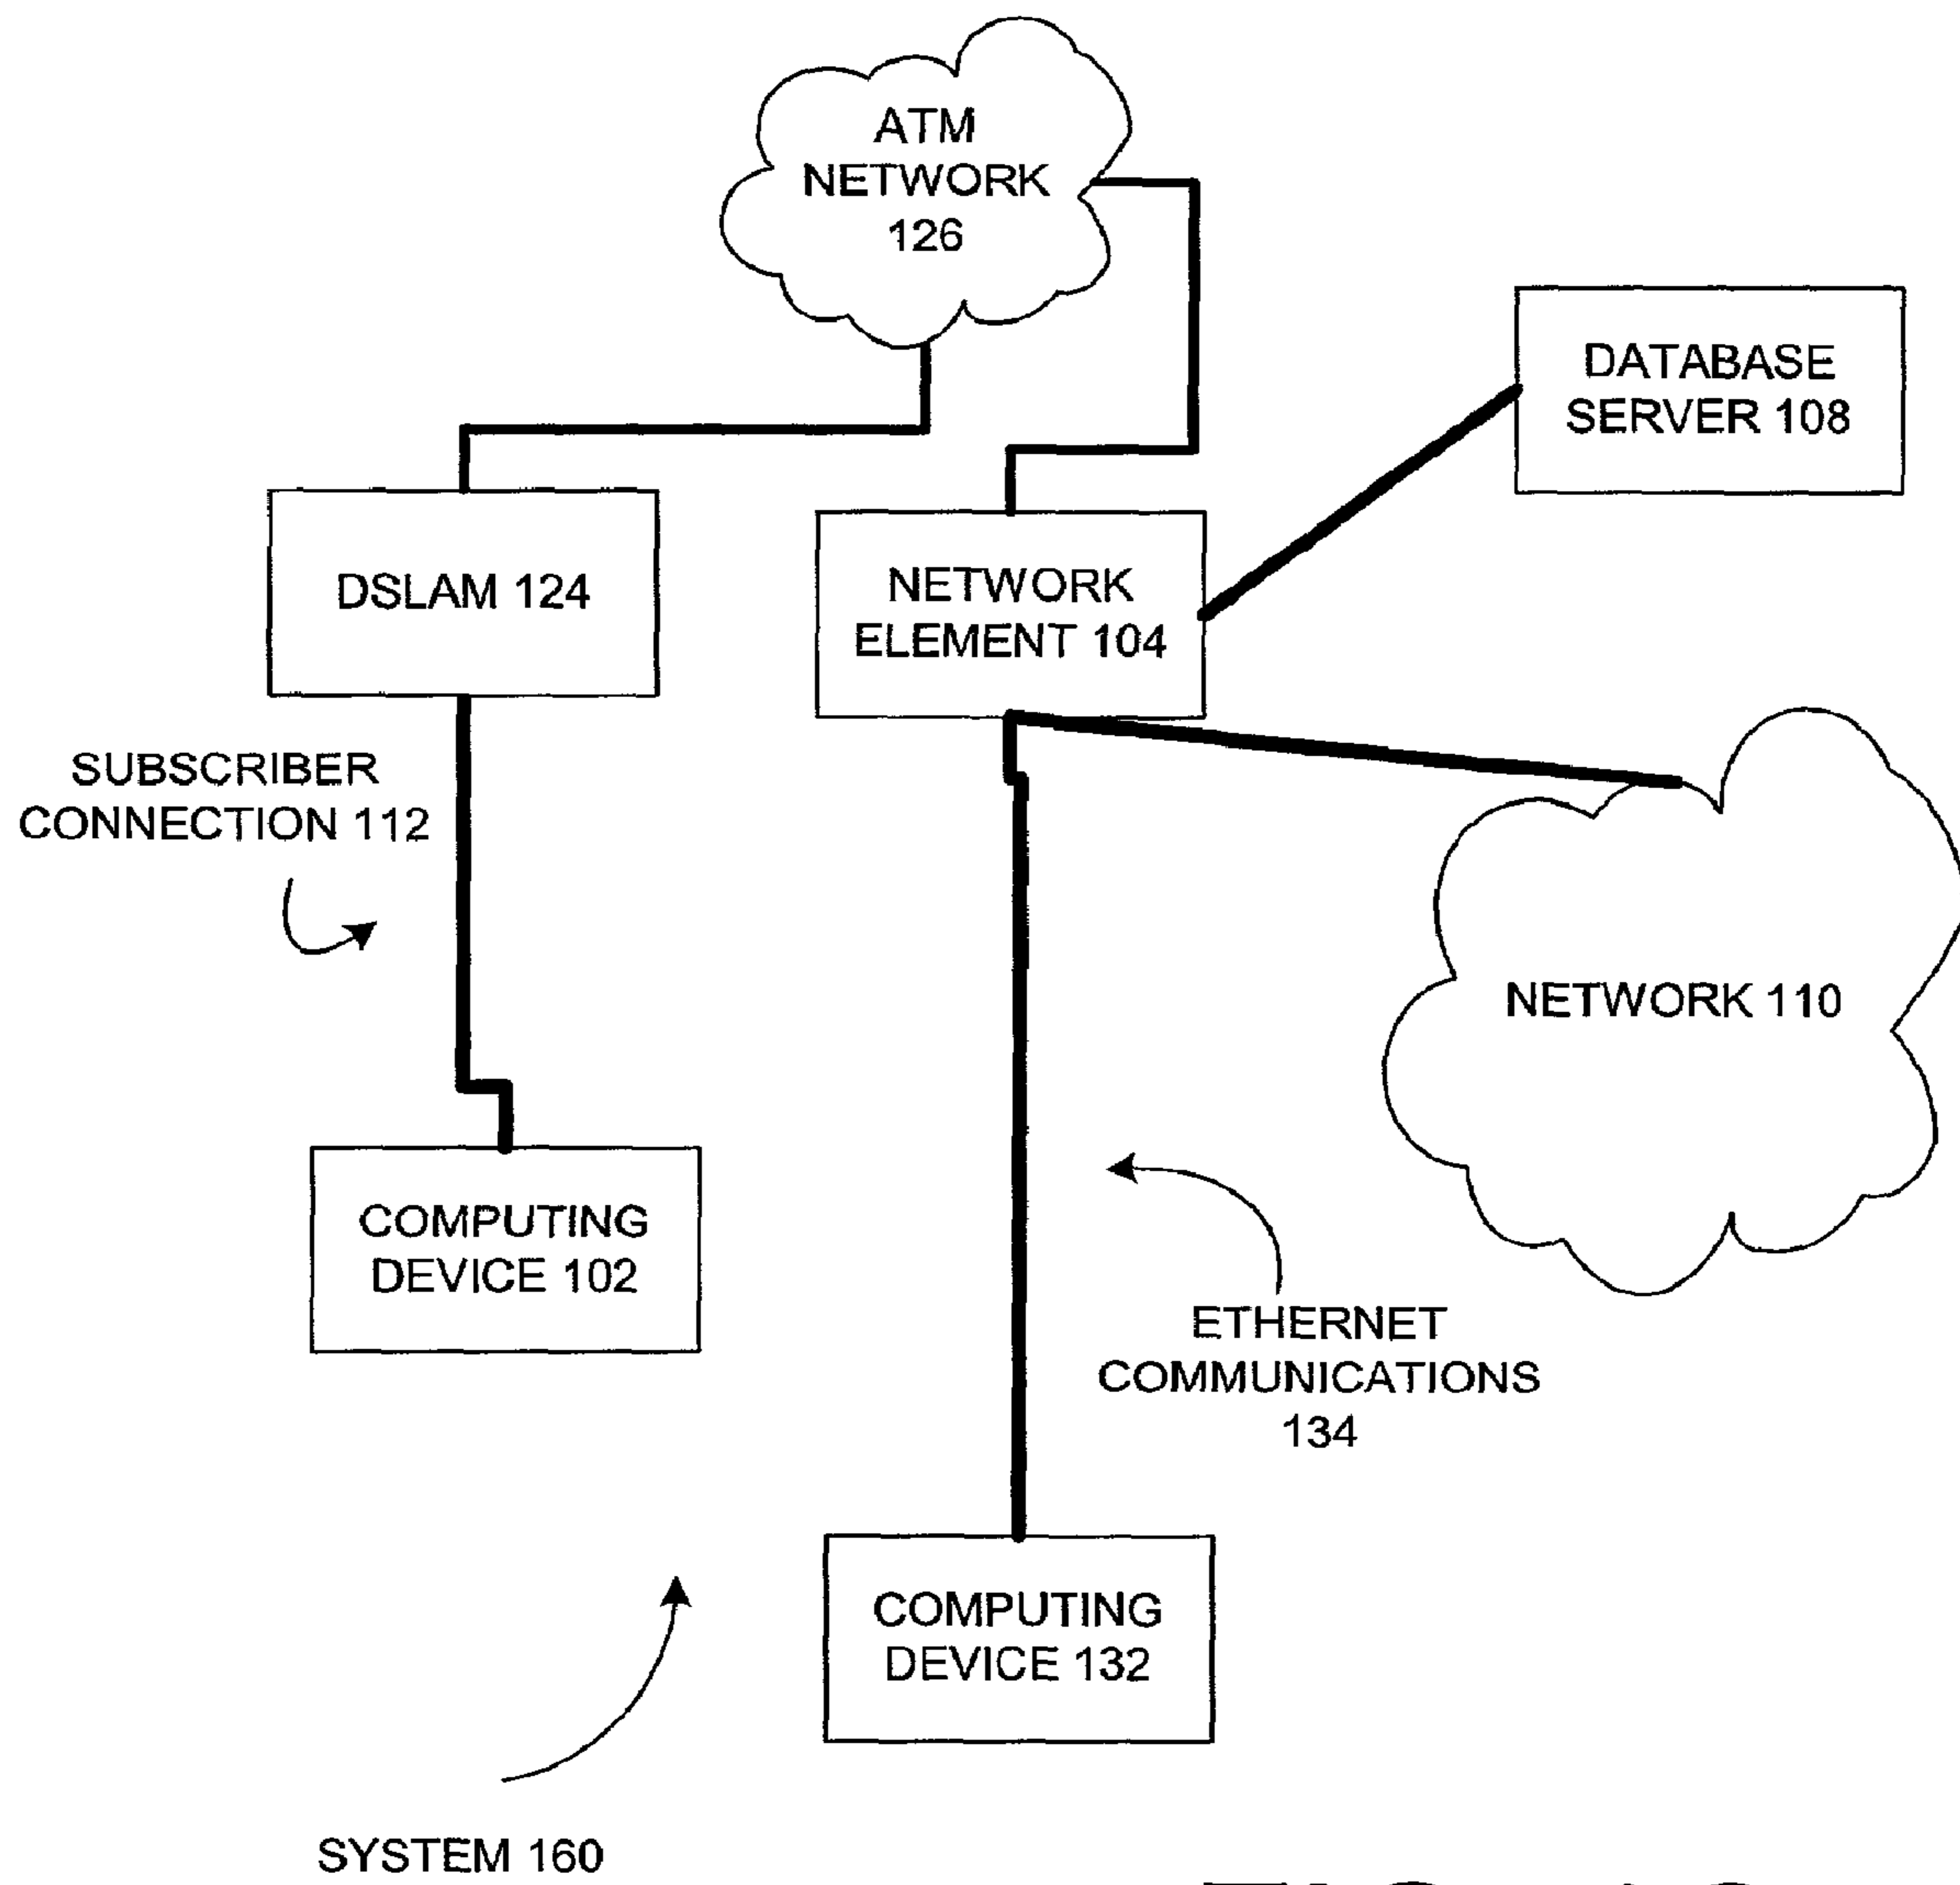 ATM
NETWORK
126
DATABASE
SERVER 108
DSLAM 124
NETWORK
ELEMENT 104
SUBSCRIBER
CONNECTION 112
NETWORK 110
COMPUTING
DEVICE 102
ETHERNET
COMMUNICATIONS
134
COMPUTING
DEVICE 132
SYSTEM 160